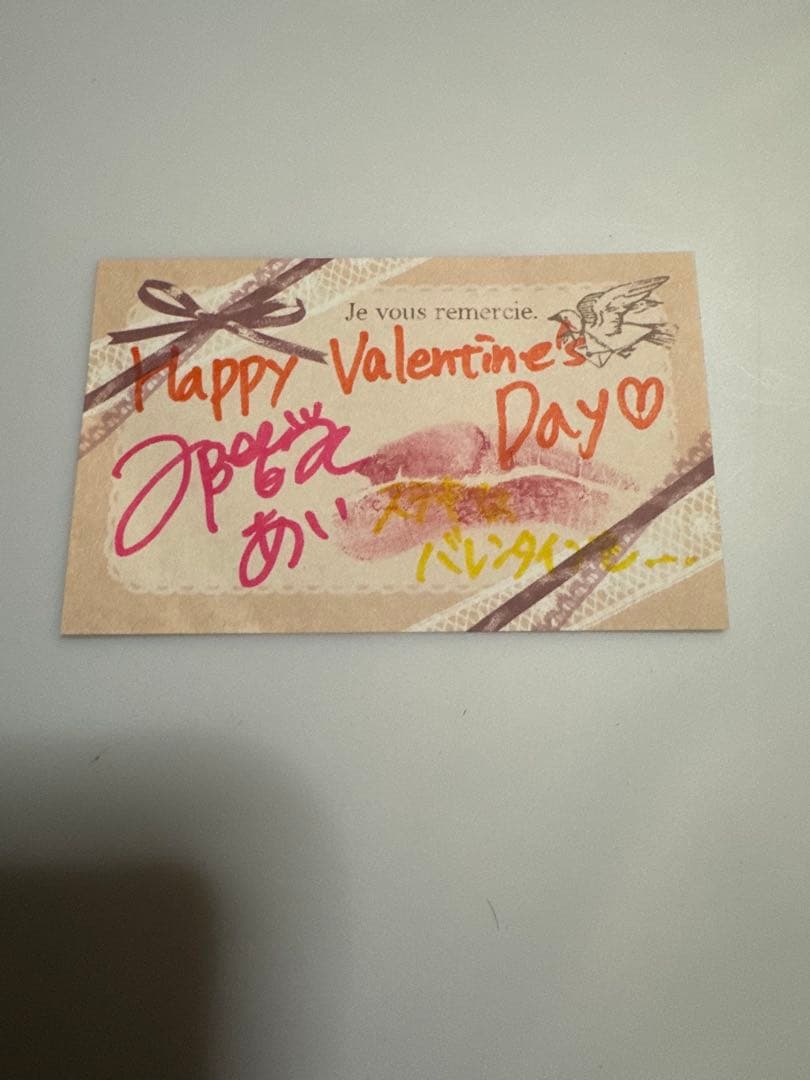 Je vous remercie.
Happy Valentine's
Day♡
あい
ステキな
バレンタインを